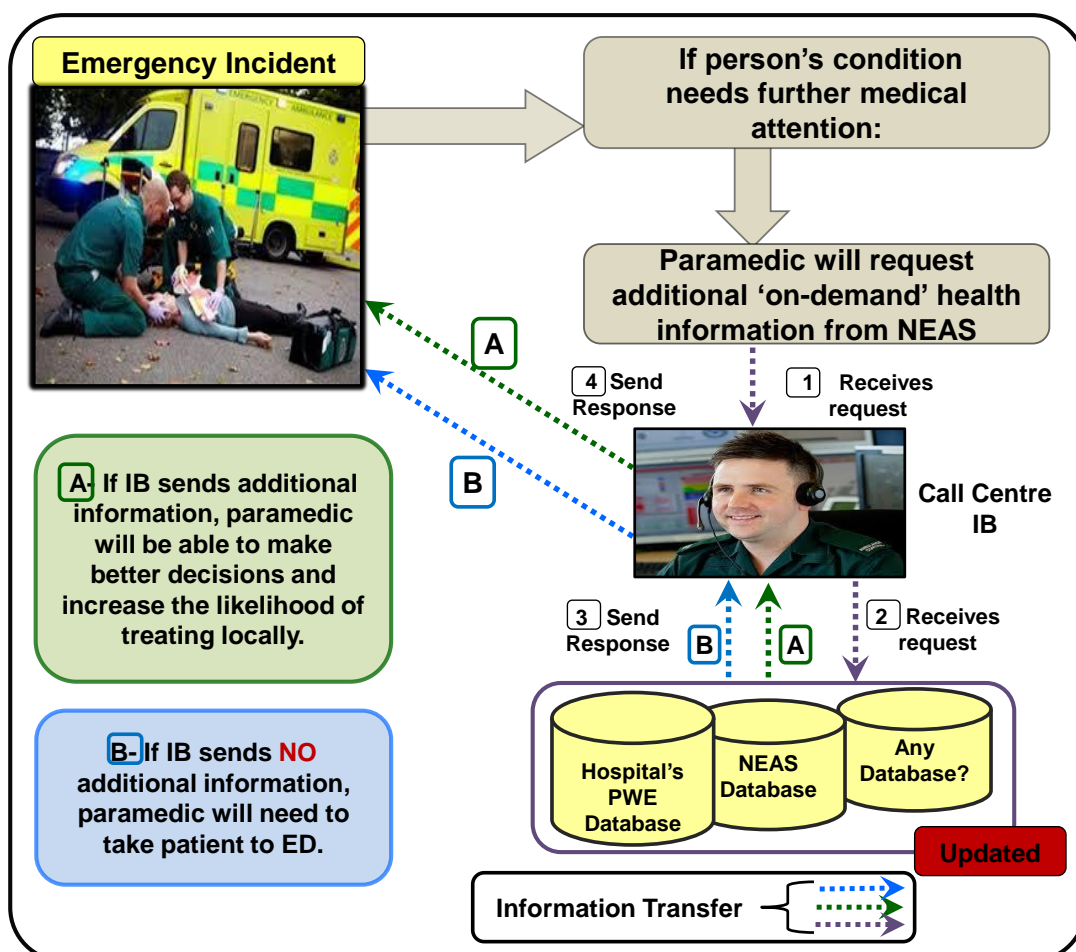 Emergency Incident
If person's condition
needs further medical
attention:
EMERGENCY
AMBULANCE
Paramedic will request
additional 'on-demand' health
information from NEAS
A
B
4 Send
Response
1 Receives
request
Call Centre
IB
A- If IB sends additional
information, paramedic
will be able to make
better decisions and
increase the likelihood of
treating locally.
3 Send
Response
B
A
2 Receives
request
B- If IB sends NO
additional information,
paramedic will need to
take patient to ED.
Hospital's
PWE
Database
NEAS
Database
Any
Database?
Updated
Information Transfer